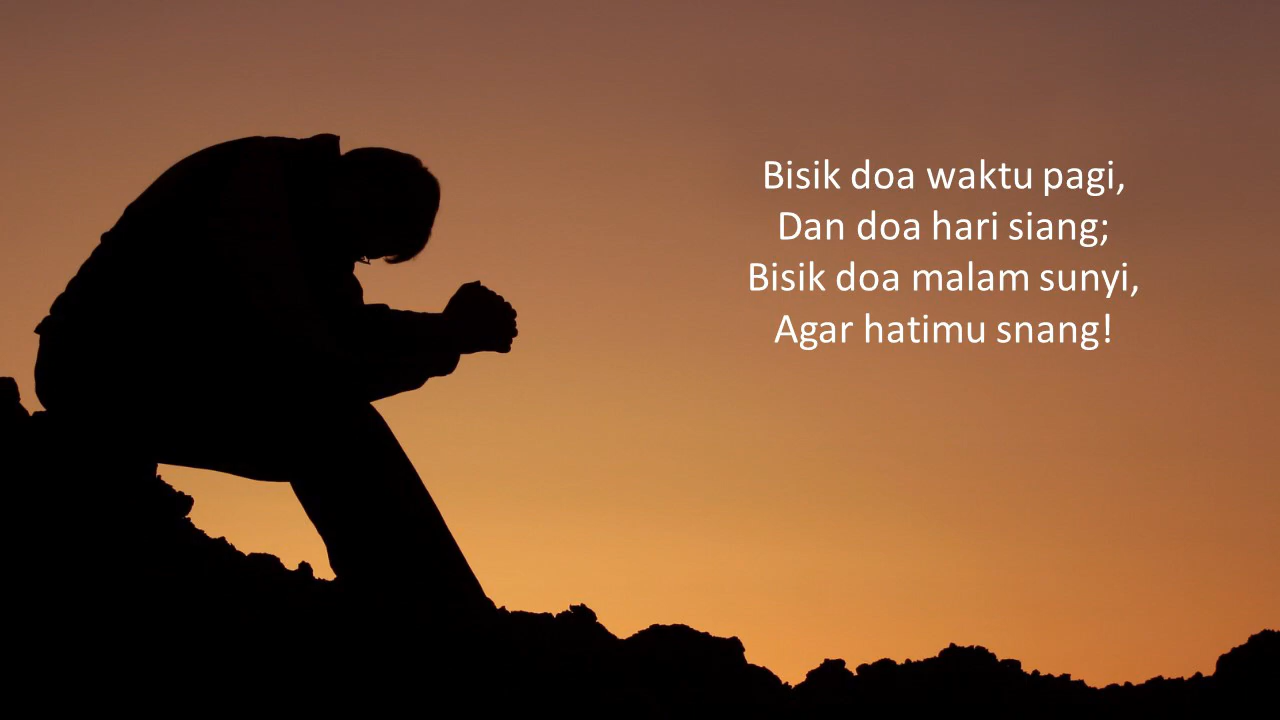 Bisik doa waktu pagi,
Dan doa hari siang;
Bisik doa malam sunyi,
Agar hatimu snang!